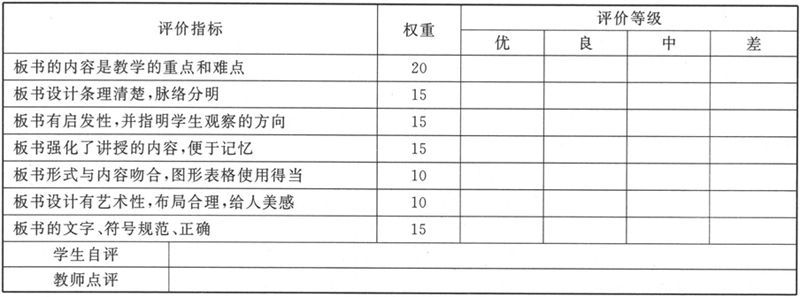 评价指标 权重 评价等级
优 良 中 差
板书的内容是教学的重点和难点 20
板书设计条理清楚,脉络分明 15
板书有启发性,并指明学生观察的方向 15
板书强化了讲授的内容,便于记忆 15
板书形式与内容吻合,图形表格使用得当 10
板书设计有艺术性,布局合理,给人美感 10
板书的文字、符号规范、正确 15
学生自评
教师点评